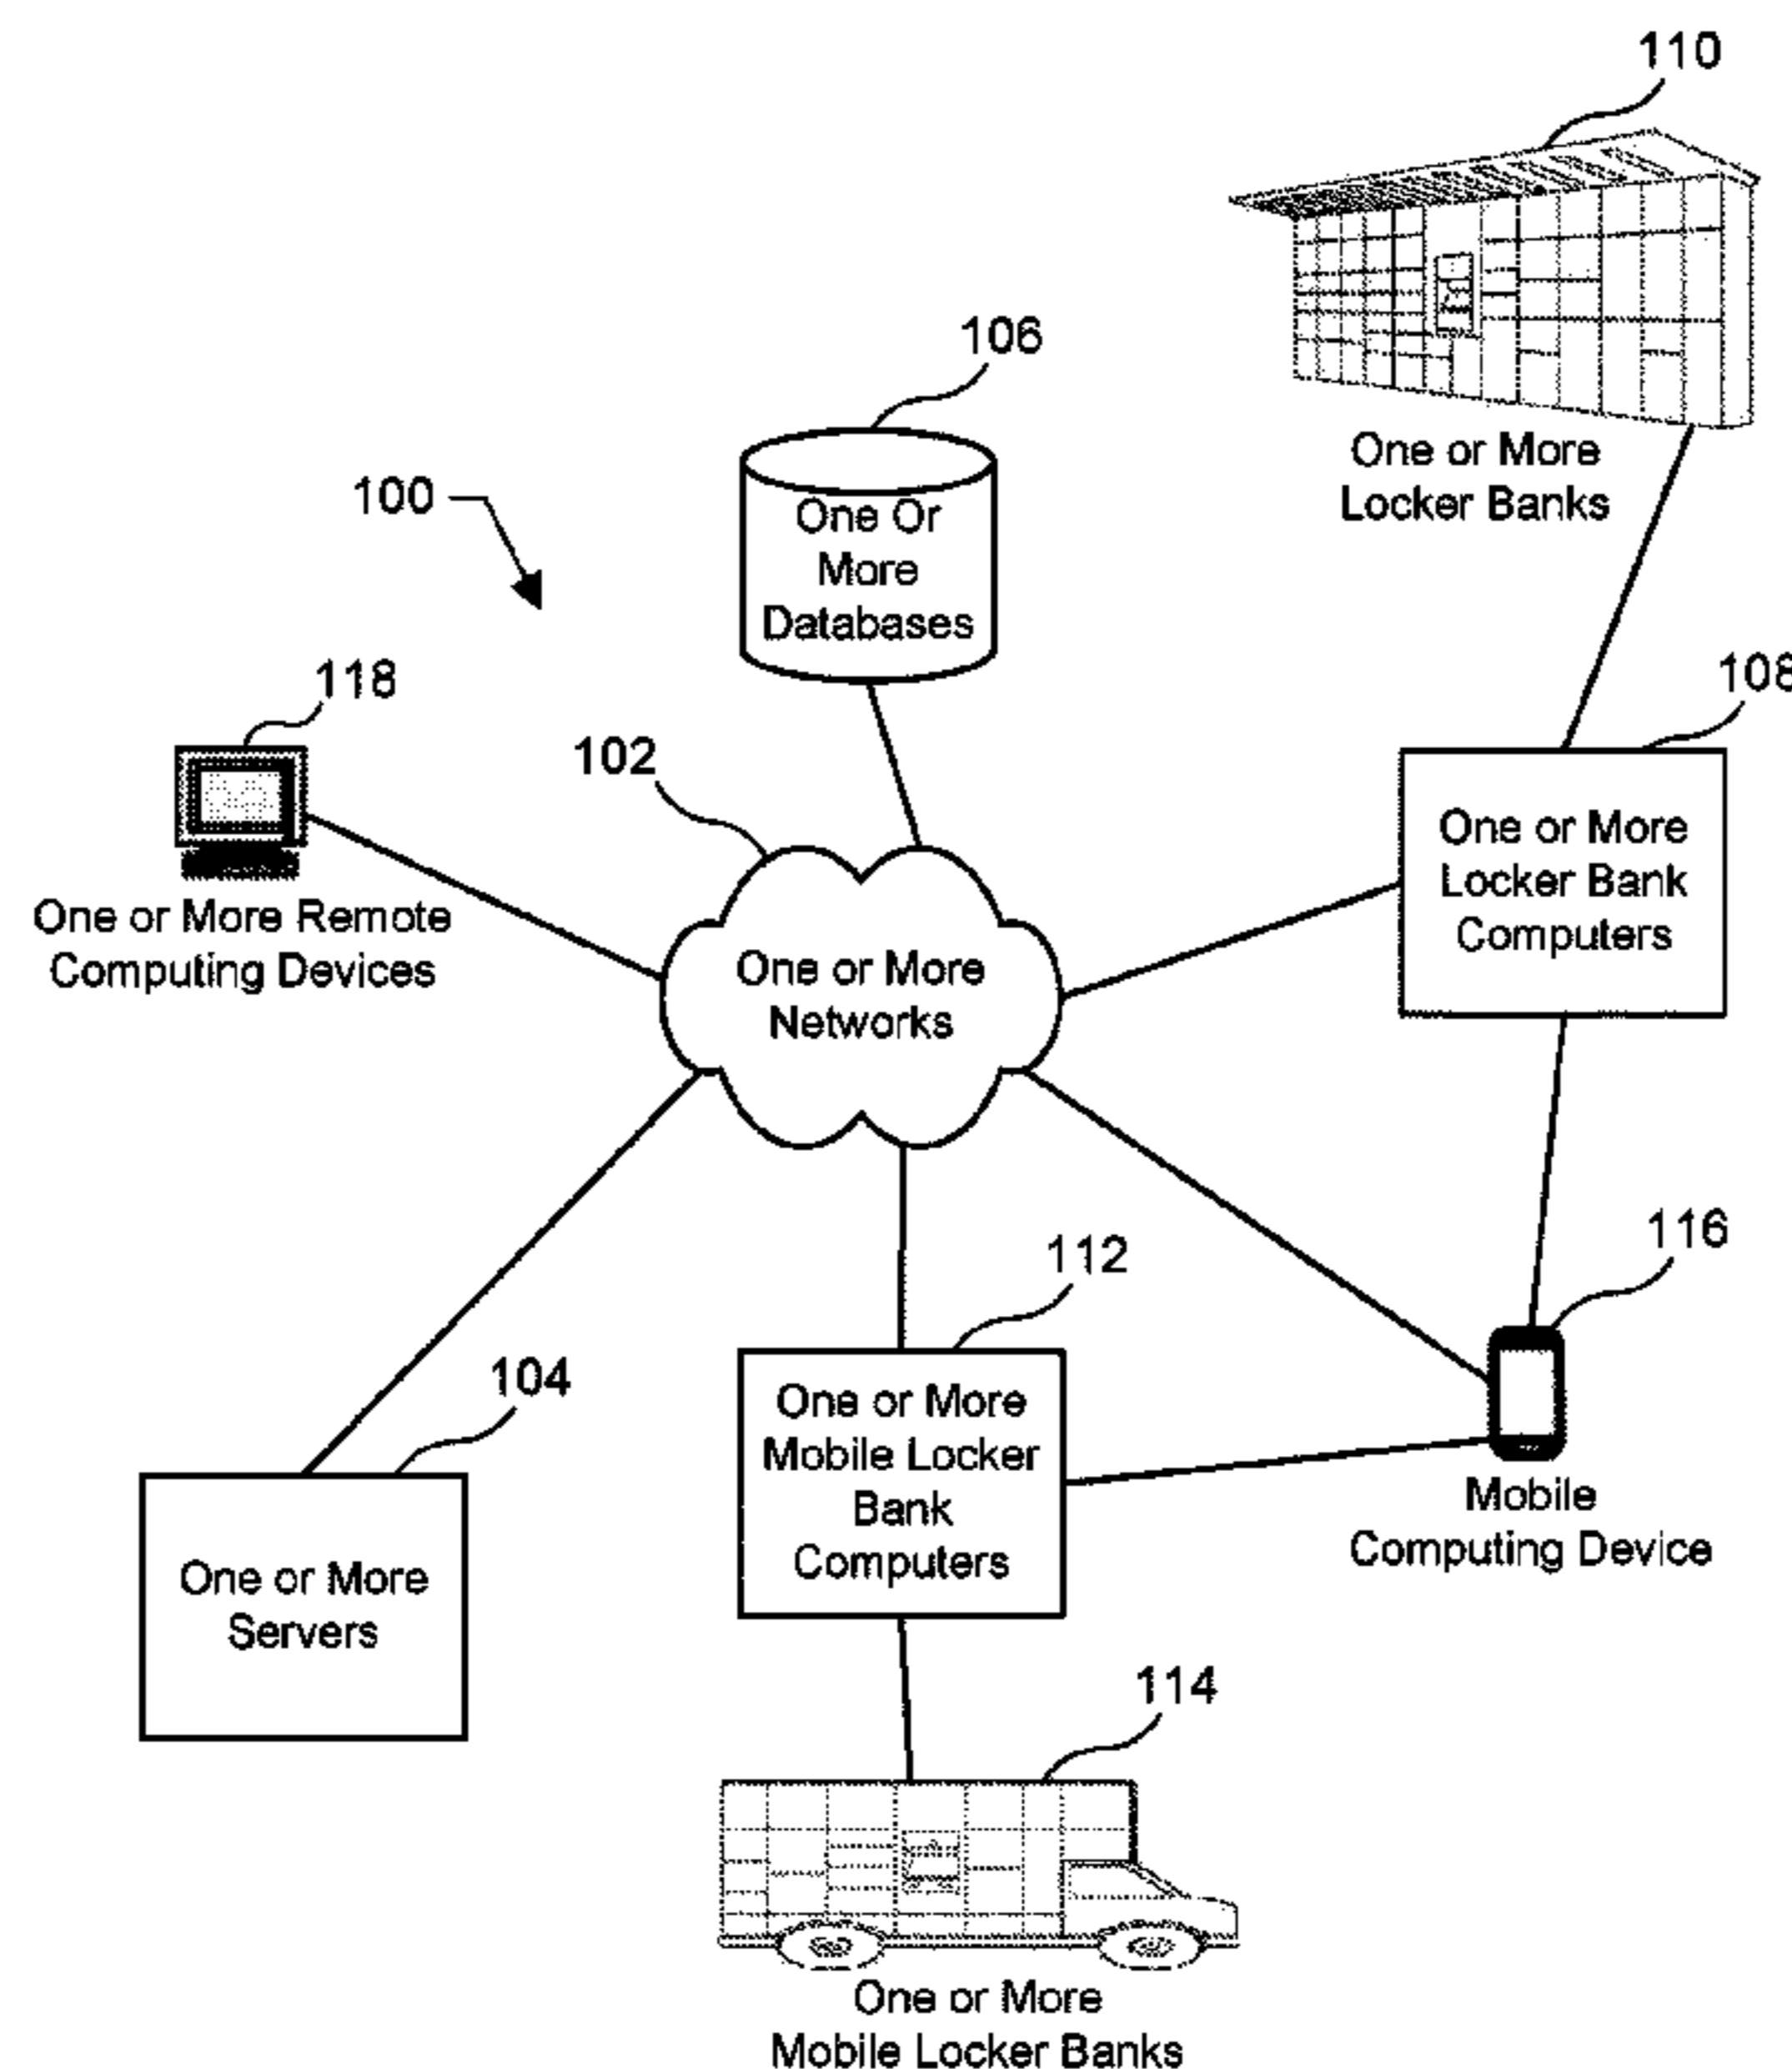 110
One or More
Locker Banks
106
One Or
More
Databases
100
118
One or More Remote
Computing Devices
102
One or More
Networks
108
One or More
Locker Bank
Computers
112
One or More
Mobile Locker
Bank
Computers
116
Mobile
Computing Device
104
One or More
Servers
114
One or More
Mobile Locker Banks